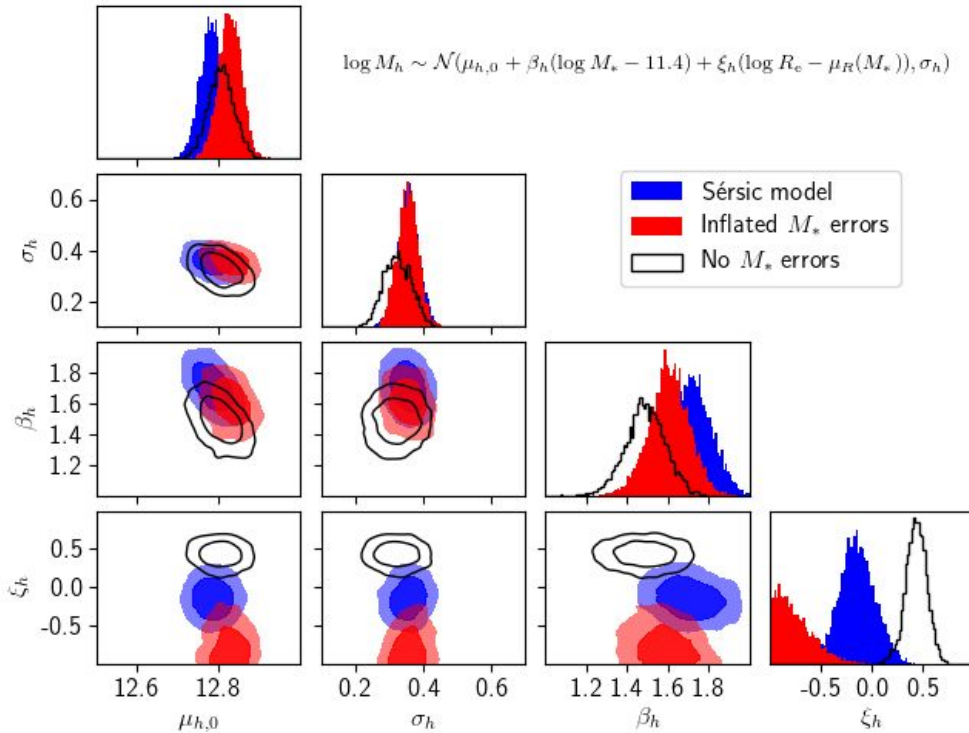 log M_h ∼ N(μ_{h,0} + β_h(log M_* − 11.4) + ξ_h(log R_e − μ_R(M_*)), σ_h)
Sérsic model
Inflated M_* errors
No M_* errors
σ_h
0.6
0.4
0.2
β_h
1.8
1.6
1.4
1.2
ξ_h
0.5
0.0
-0.5
12.6 12.8
0.2 0.4 0.6
1.2 1.4 1.6 1.8
-0.5 0.0 0.5
μ_{h,0}
σ_h
β_h
ξ_h